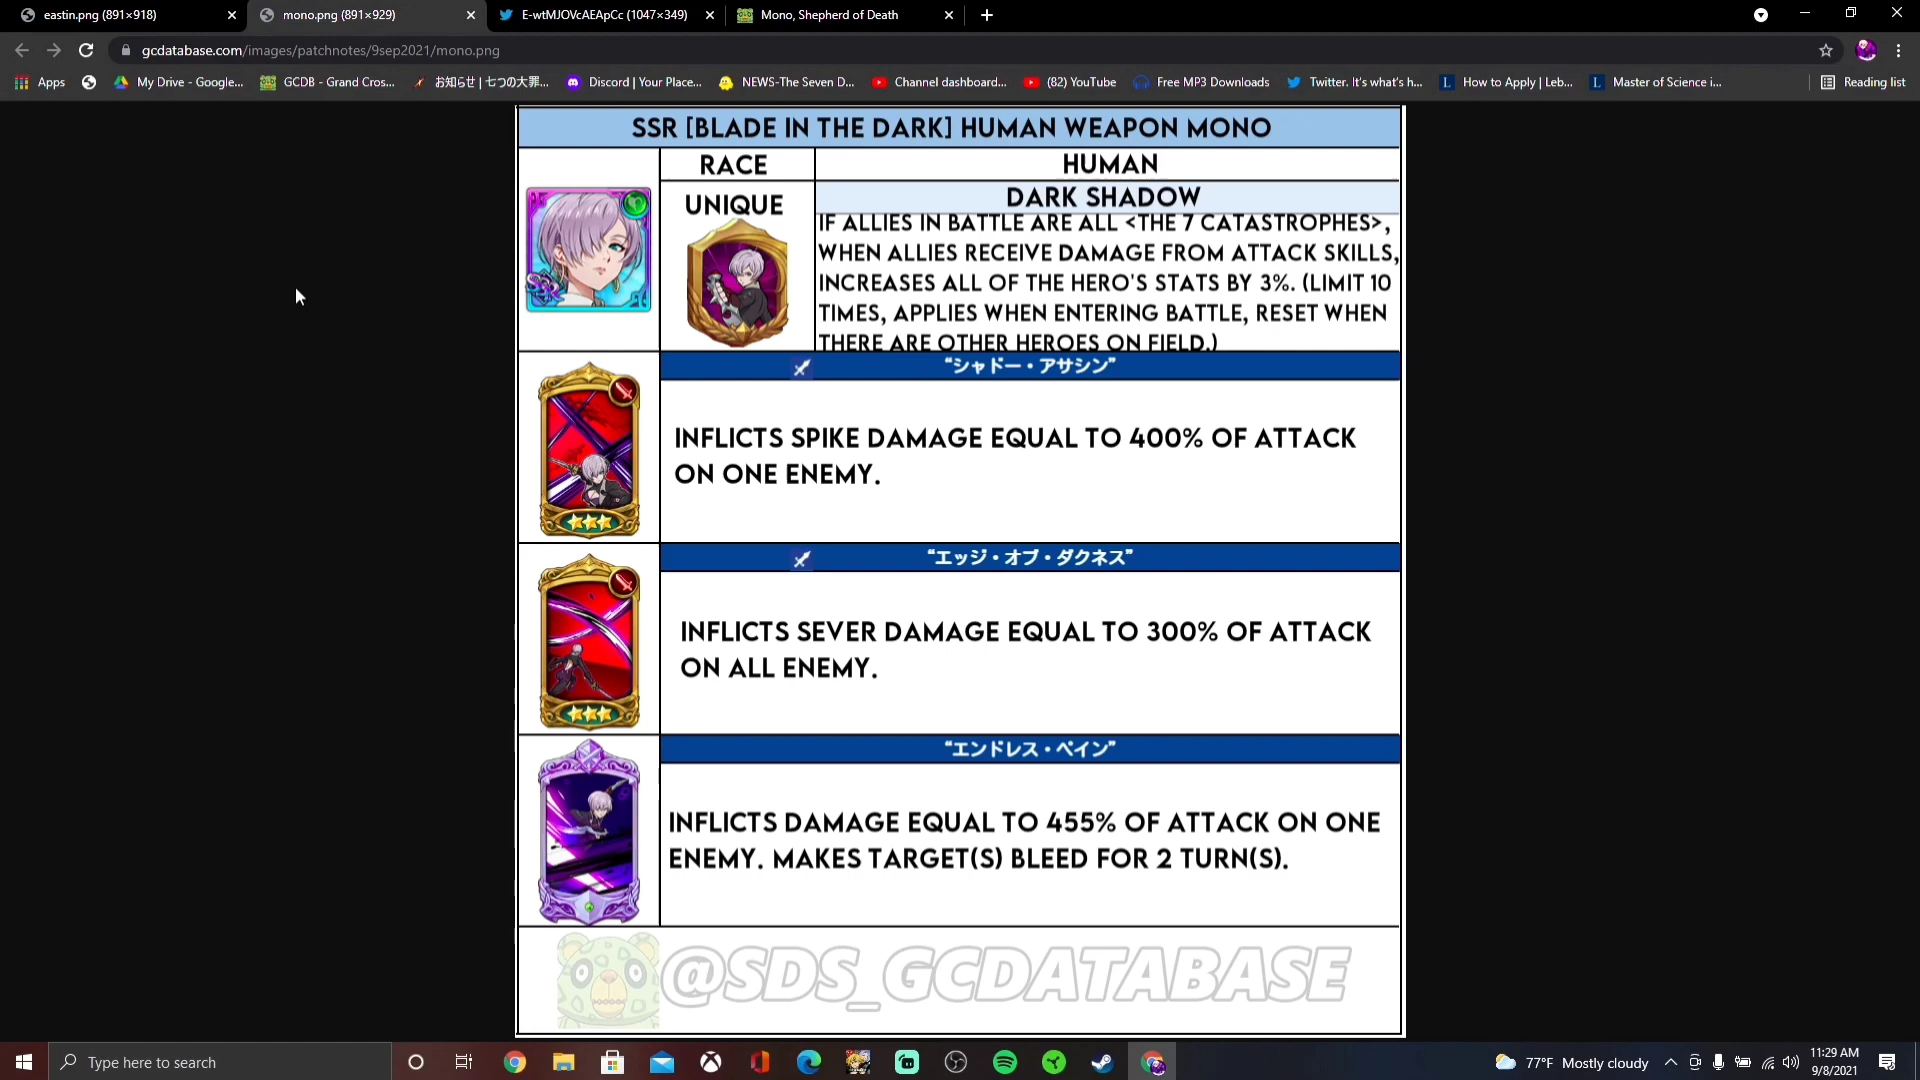 eastin.png (891×918)
mono.png (891×929)
E-wtMJOVcAEApCc (1047×349)
Mono, Shepherd of Death
gcdatabase.com/images/patchnotes/9sep2021/mono.png
Apps
My Drive - Google...
GCDB - Grand Cros...
お知らせ | 七つの大罪...
Discord | Your Place...
NEWS-The Seven D...
Channel dashboard...
(82) YouTube
Free MP3 Downloads
Twitter. It's what's h...
L
How to Apply | Leb...
L
Master of Science i...
Reading list
SSR [BLADE IN THE DARK] HUMAN WEAPON MONO
RACE
HUMAN
UNIQUE
DARK SHADOW
IF ALLIES IN BATTLE ARE ALL <THE 7 CATASTROPHES>,
WHEN ALLIES RECEIVE DAMAGE FROM ATTACK SKILLS,
INCREASES ALL OF THE HERO'S STATS BY 3%. (LIMIT 10
TIMES, APPLIES WHEN ENTERING BATTLE, RESET WHEN
THERE ARE OTHER HEROES ON FIELD.)
SSR
“シャドー・アサシン”
INFLICTS SPIKE DAMAGE EQUAL TO 400% OF ATTACK
ON ONE ENEMY.
“エッジ・オブ・ダクネス”
INFLICTS SEVER DAMAGE EQUAL TO 300% OF ATTACK
ON ALL ENEMY.
“エンドレス・ペイン”
INFLICTS DAMAGE EQUAL TO 455% OF ATTACK ON ONE
ENEMY. MAKES TARGET(S) BLEED FOR 2 TURN(S).
@SDS_GCDATABASE
Type here to search
77°F Mostly cloudy
11:29 AM
9/8/2021